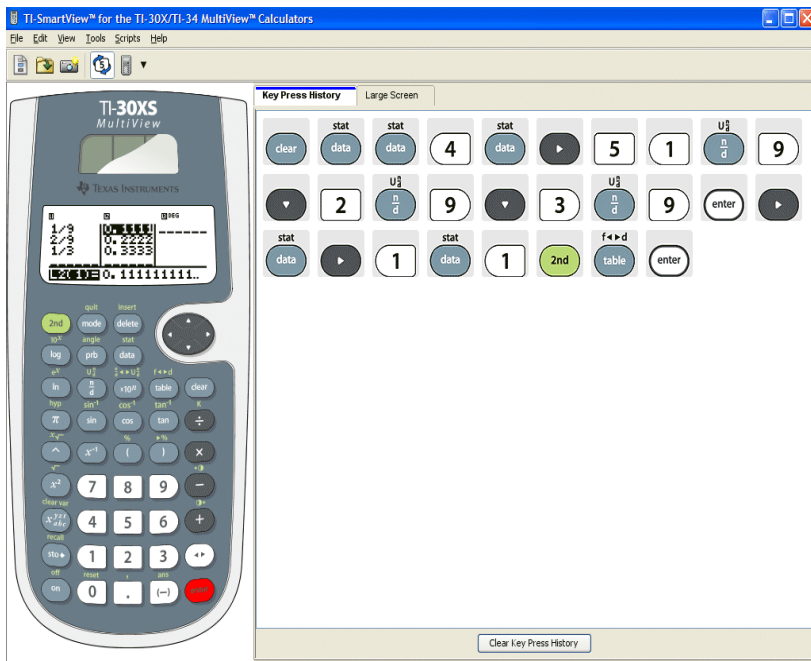 TI-SmartView™ for the TI-30X/TI-34 MultiView™ Calculators
File Edit View Tools Scripts Help
Key Press History Large Screen
TI-30XS
MultiView
TEXAS INSTRUMENTS
DEG
1/9 0.1111 ------
2/9 0.2222
1/3 0.3333
L2(1)=0.111111111…
quit insert
2nd mode delete
10ˣ angle stat
log prb data
eˣ U n/d n/d◄►U n/d f◄►d
ln n/d ×10ⁿ table clear
hyp sin⁻¹ cos⁻¹ tan⁻¹ K
π sin cos tan ÷
ˣ√ % ►%
^ x⁻¹ ( ) ×
√
x² 7 8 9 −
clear var
x yzt abc 4 5 6 +
recall
sto► 1 2 3 ◄►
off reset , ans
on 0 . (−) enter
stat stat stat U n/d
clear data data 4 data ► 5 1 n/d 9
U n/d U n/d
▼ 2 n/d 9 ▼ 3 n/d 9 enter ►
stat stat f◄►d
data ► 1 data 1 2nd table enter
Clear Key Press History